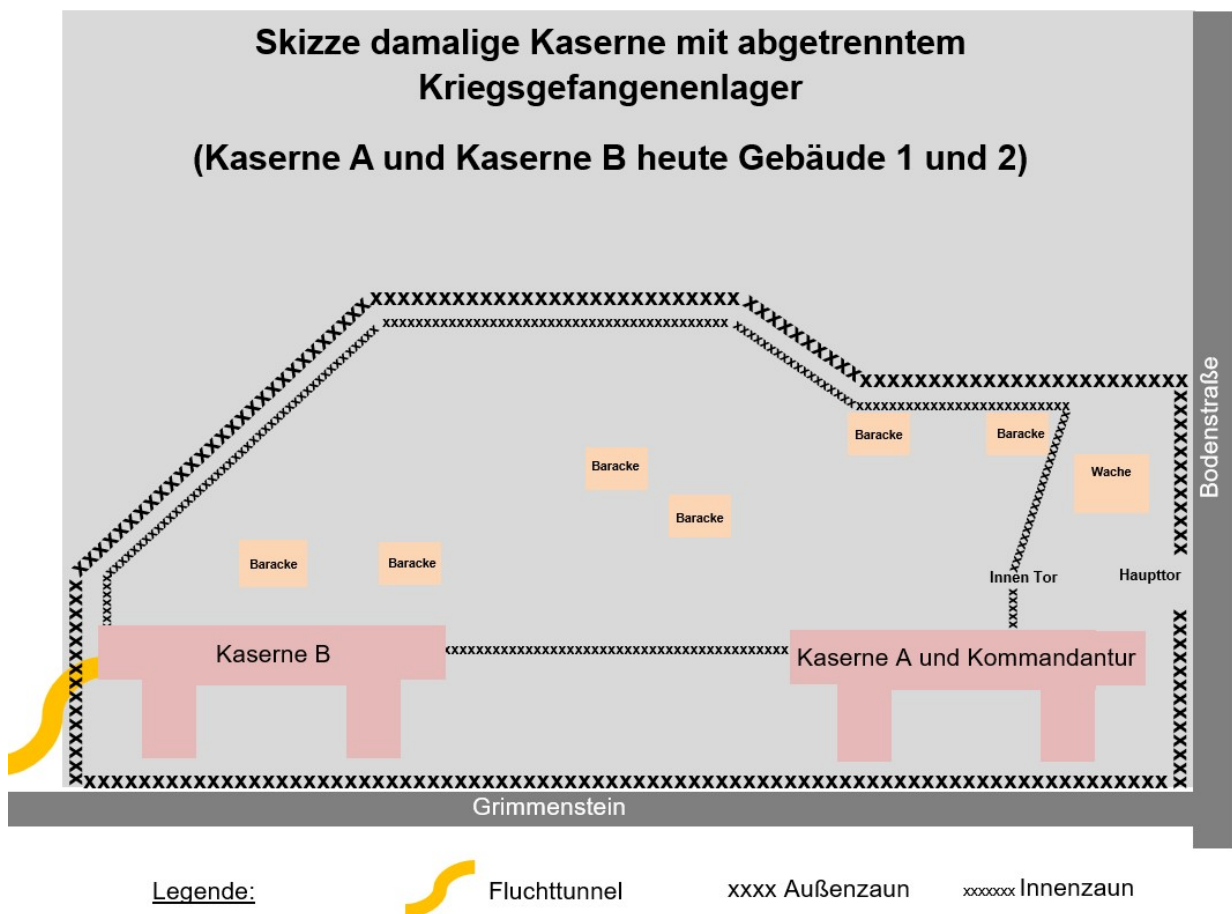 Skizze damalige Kaserne mit abgetrenntem
Kriegsgefangenenlager
(Kaserne A und Kaserne B heute Gebäude 1 und 2)
Bodenstraße
Baracke
Baracke
Baracke
Wache
Baracke
Baracke
Baracke
Innen Tor
Haupttor
Kaserne B
Kaserne A und Kommandantur
Grimmenstein
Legende:
Fluchttunnel
xxxx Außenzaun
xxxxxxx Innenzaun